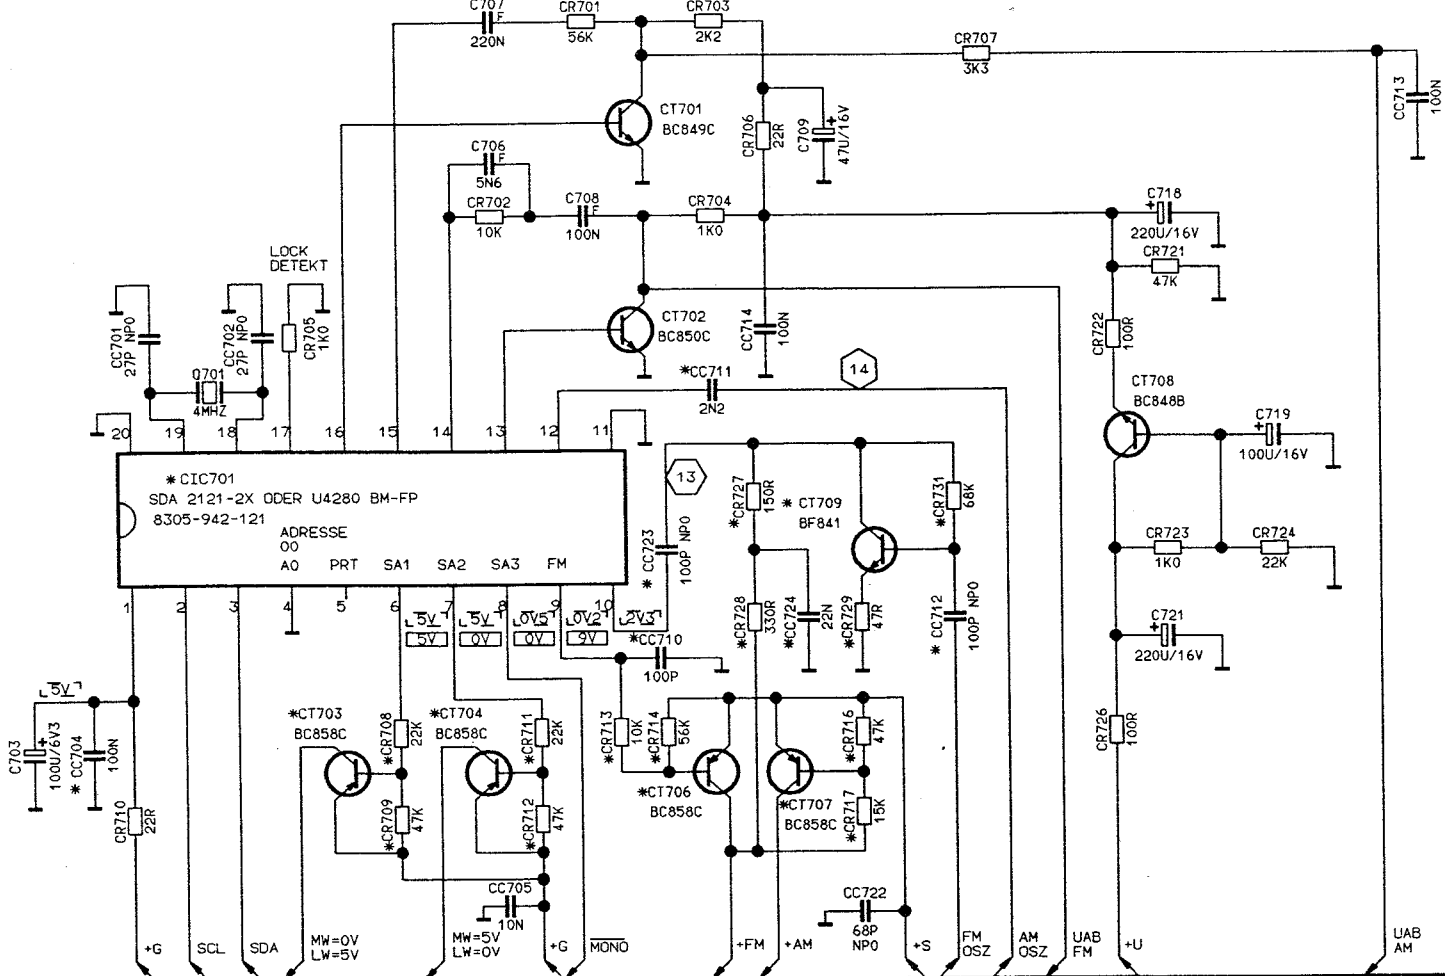 C707 F
220N
CR701
56K
CR703
2K2
CR707
3K3
CC713
100N
CT701
BC849C
CR706
22R
C709 +
47U/16V
C706 F
5N6
CR702
10K
C708 F
100N
CR704
1K0
C718
+
220U/16V
CR721
47K
LOCK
DETEKT
CC701
27P NP0
CC702
27P NP0
CR705
1K0
Q701
4MHZ
CT702
BC850C
CC714
100N
CR722
100R
*CC711
2N2
14
CT708
BC848B
C719
+
100U/16V
20 19 18 17 16 15 14 13 12 11
*CIC701
SDA 2121-2X ODER U4280 BM-FP
8305-942-121
ADRESSE
00
A0 PRT SA1 SA2 SA3 FM
1 2 3 4 5 6 7 8 9 10
13
*CC723
100P NP0
*CR727
150R
*CT709
BF841
*CR731
68K
CR723
1K0
CR724
22K
5V 5V 0V5 0V2 2V3
5V 0V 0V 9V
*CC710
100P
*CR728
330R
*CC724
22N
*CR729
47R
*CC712
100P NP0
C721
+
220U/16V
5V
C703
+
100U/6V3
*CC704
100N
CR710
22R
*CT703
BC858C
*CR708
22K
*CR709
47K
*CT704
BC858C
*CR711
22K
*CR712
47K
*CR713
10K
*CR714
56K
*CT706
BC858C
*CR716
47K
*CT707
BC858C
*CR717
15K
CR726
100R
CC705
10N
CC722
68P
NP0
+G
SCL
SDA
MW=0V
LW=5V
MW=5V
LW=0V
+G
MONO
+FM
+AM
+S
FM
OSZ
AM
OSZ
UAB
FM
+U
UAB
AM